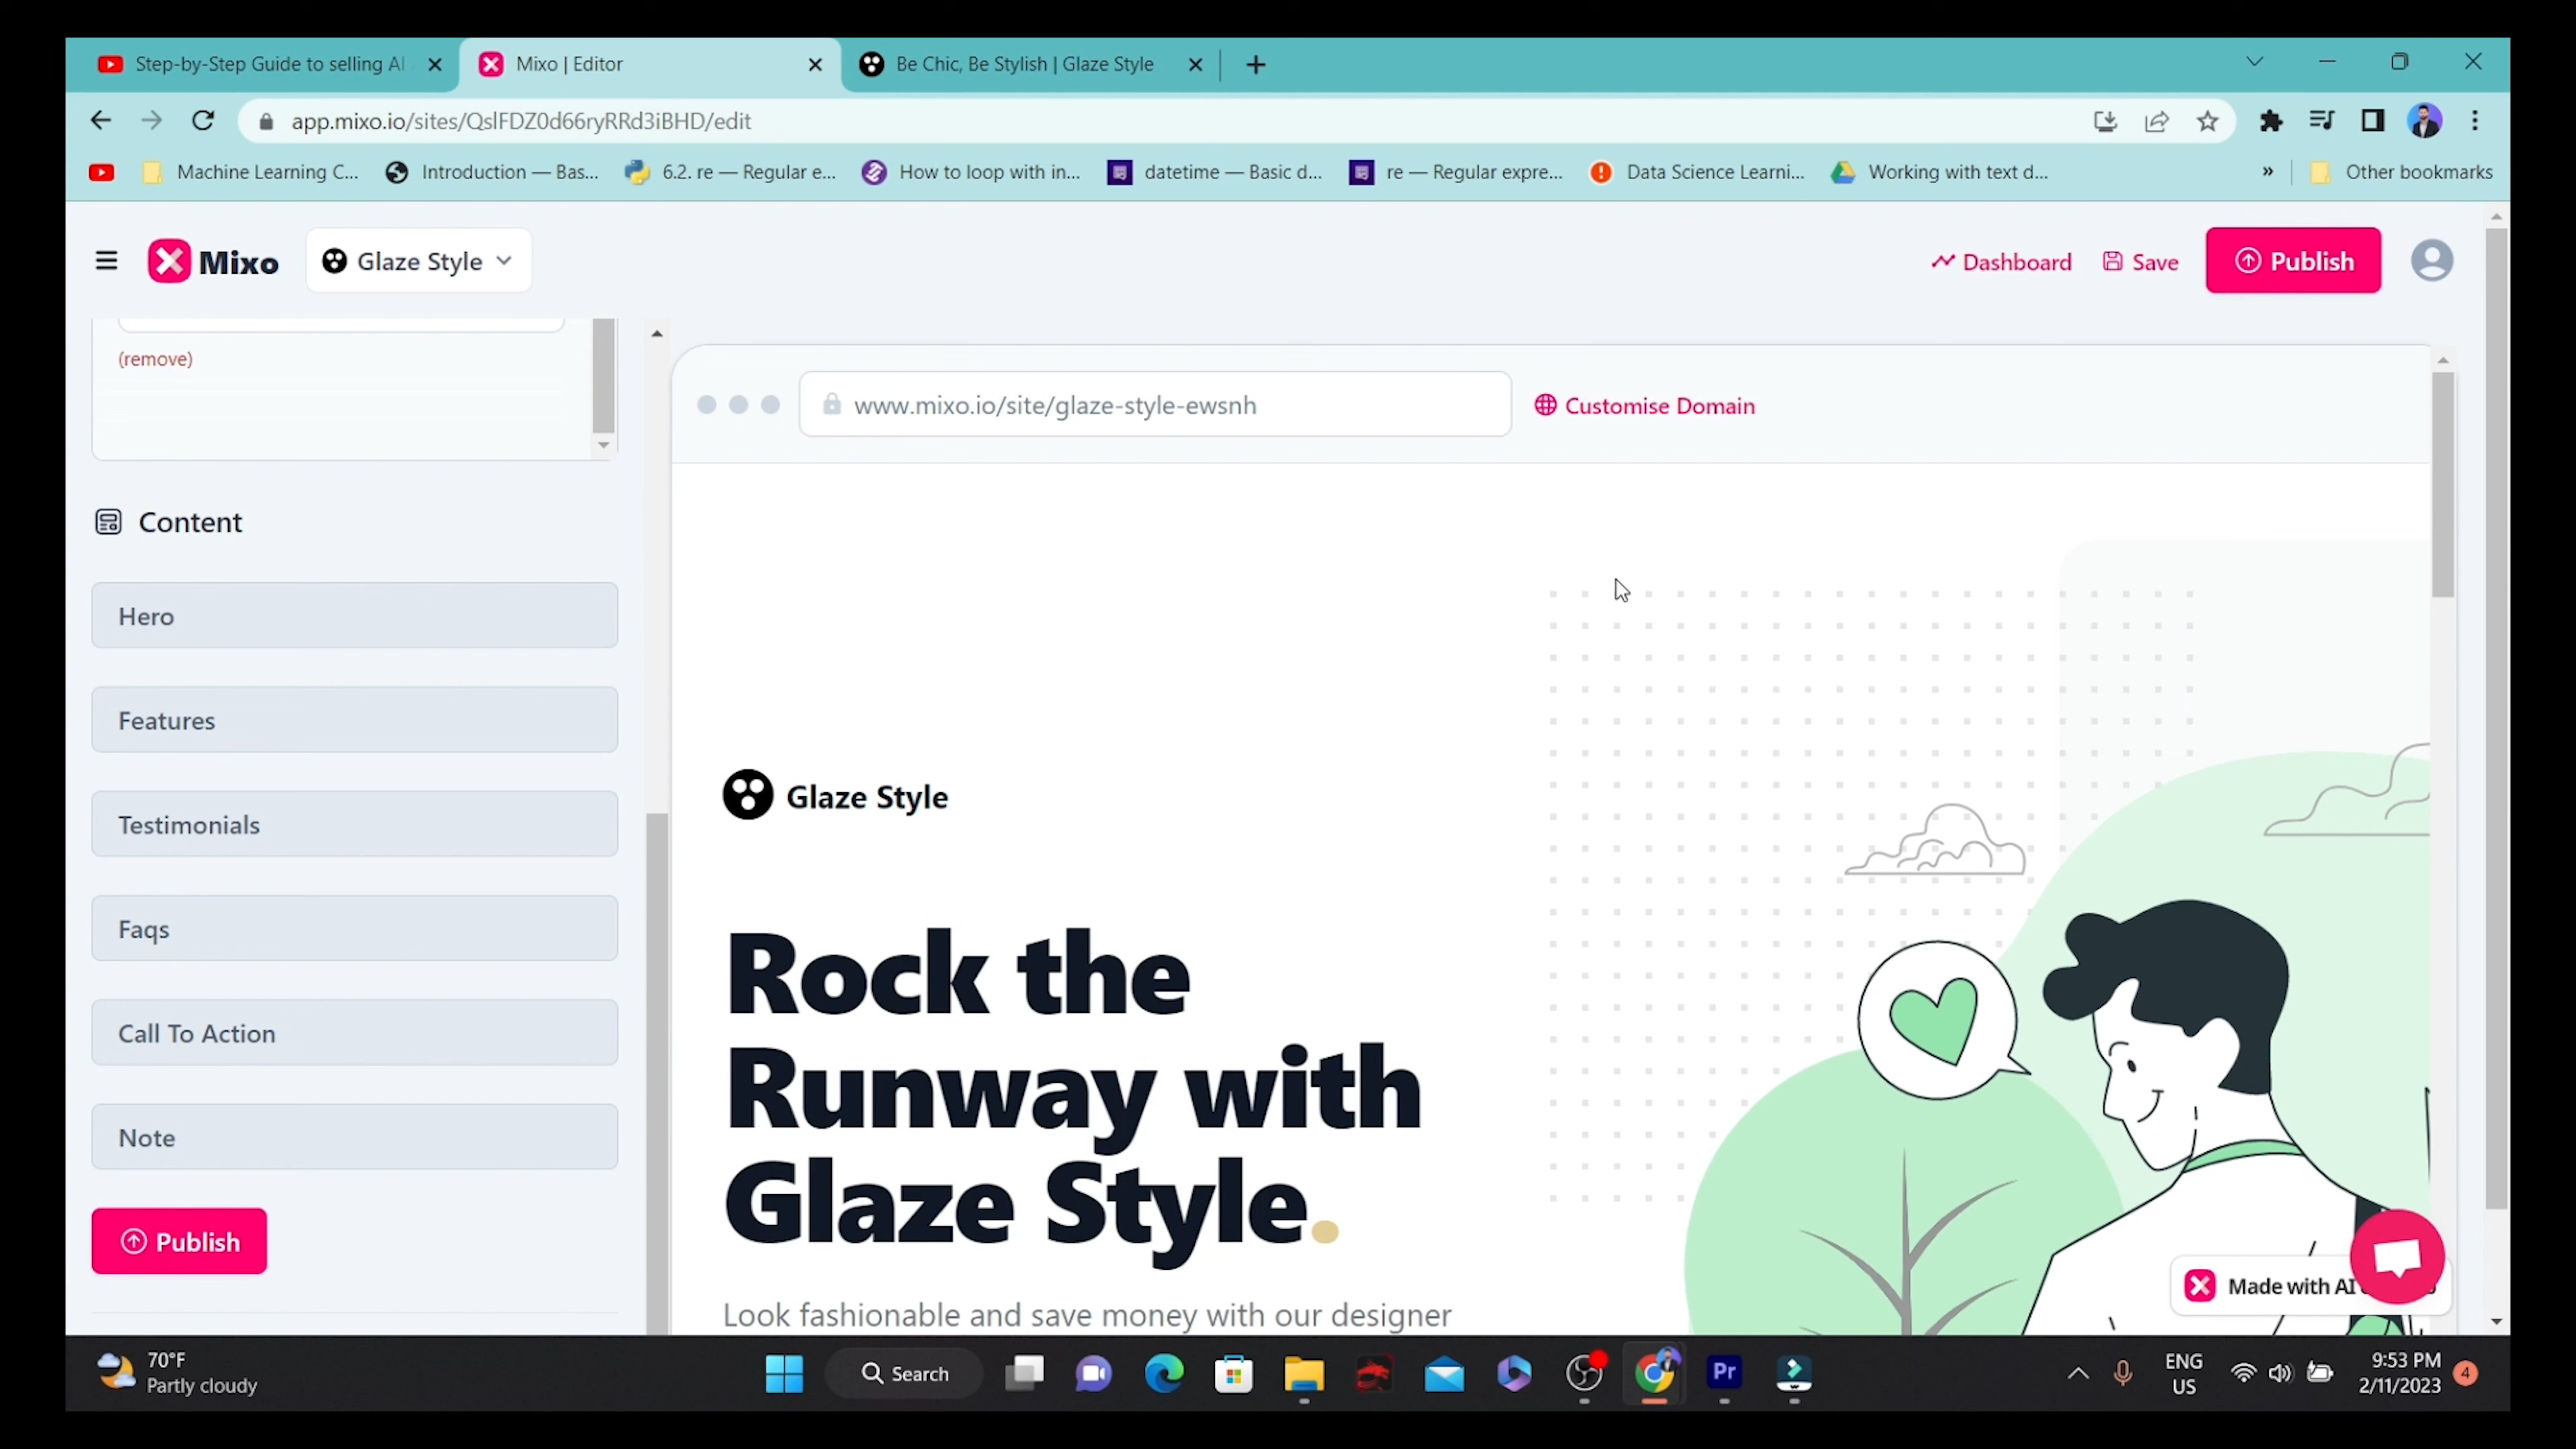 Step-by-Step Guide to selling AI
Mixo | Editor
Be Chic, Be Stylish | Glaze Style
app.mixo.io/sites/QslFDZ0d66ryRRd3iBHD/edit
Machine Learning C...
Introduction — Bas...
6.2. re — Regular e...
How to loop with in...
datetime — Basic d...
re — Regular expre...
Data Science Learni...
Working with text d...
»
Other bookmarks
Mixo
Glaze Style
Dashboard
Save
Publish
(remove)
www.mixo.io/site/glaze-style-ewsnh
Customise Domain
Content
Hero
Features
Testimonials
Faqs
Call To Action
Note
Publish
Glaze Style
Rock the
Runway with
Glaze Style.
Look fashionable and save money with our designer
Made with AI
70°F
Partly cloudy
Search
Pr
ENG
US
9:53 PM
2/11/2023
4